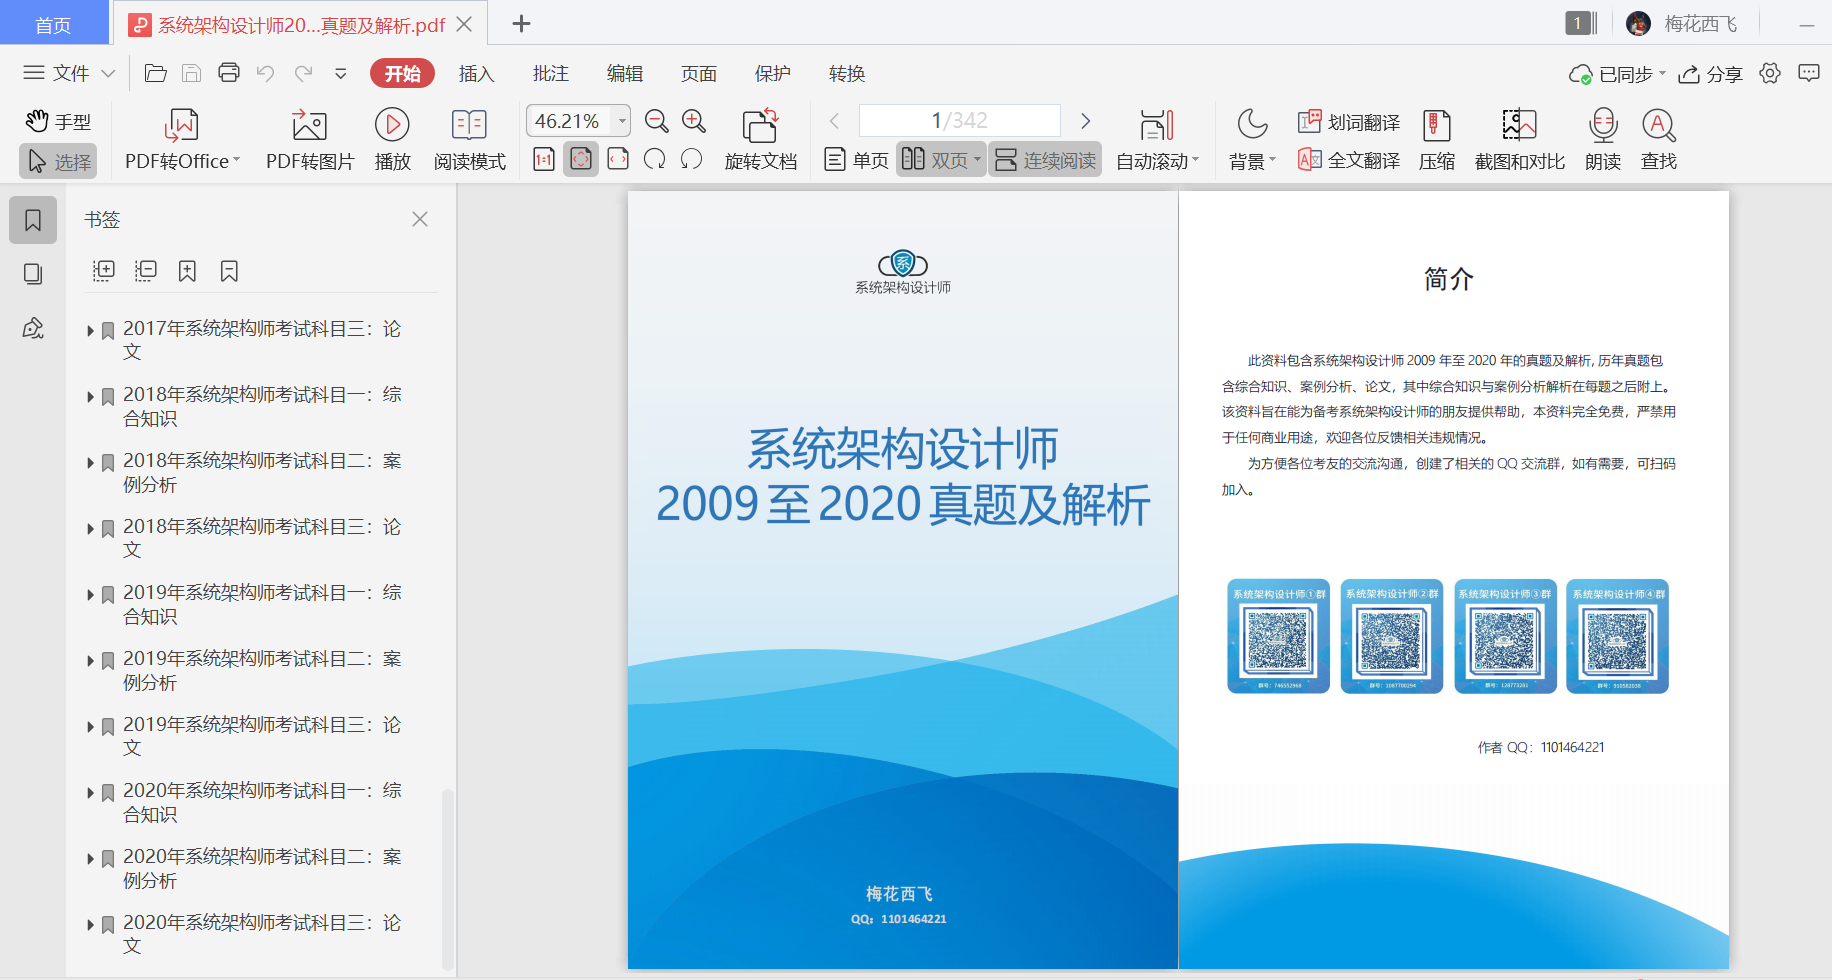 首页
系统架构设计师20...真题及解析.pdf
1
梅花西飞
文件
开始 插入 批注 编辑 页面 保护 转换
已同步 分享
手型
选择
PDF转Office
PDF转图片
播放
阅读模式
46.21%
1:1
旋转文档
1/342
单页
双页
连续阅读
自动滚动
背景
划词翻译
全文翻译
压缩
截图和对比
朗读
查找
书签
2017年系统架构师考试科目三：论
文
2018年系统架构师考试科目一：综
合知识
2018年系统架构师考试科目二：案
例分析
2018年系统架构师考试科目三：论
文
2019年系统架构师考试科目一：综
合知识
2019年系统架构师考试科目二：案
例分析
2019年系统架构师考试科目三：论
文
2020年系统架构师考试科目一：综
合知识
2020年系统架构师考试科目二：案
例分析
2020年系统架构师考试科目三：论
文
系
系统架构设计师
系统架构设计师
2009至2020真题及解析
梅花西飞
QQ：1101464221
简介
此资料包含系统架构设计师 2009 年至 2020 年的真题及解析, 历年真题包
含综合知识、案例分析、论文，其中综合知识与案例分析解析在每题之后附上。
该资料旨在能为备考系统架构设计师的朋友提供帮助，本资料完全免费，严禁用
于任何商业用途，欢迎各位反馈相关违规情况。
为方便各位考友的交流沟通，创建了相关的 QQ 交流群，如有需要，可扫码
加入。
系统架构设计师①群
系统架构设计师②群
系统架构设计师③群
系统架构设计师④群
群号：746552968
群号：1087700294
群号：128773281
群号：910582038
作者 QQ：1101464221